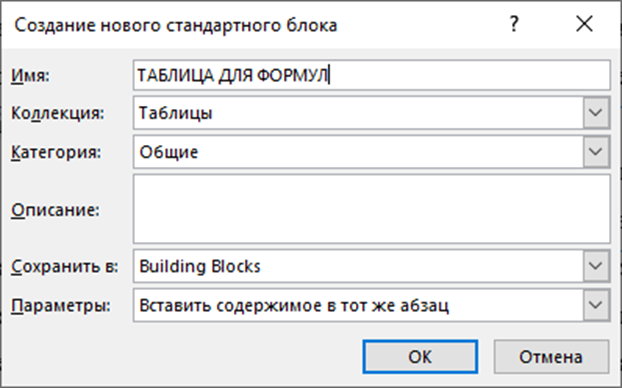 Создание нового стандартного блока ?
Имя: ТАБЛИЦА ДЛЯ ФОРМУЛ
Коллекция: Таблицы
Категория: Общие
Описание:
Сохранить в: Building Blocks
Параметры: Вставить содержимое в тот же абзац
ОК Отмена